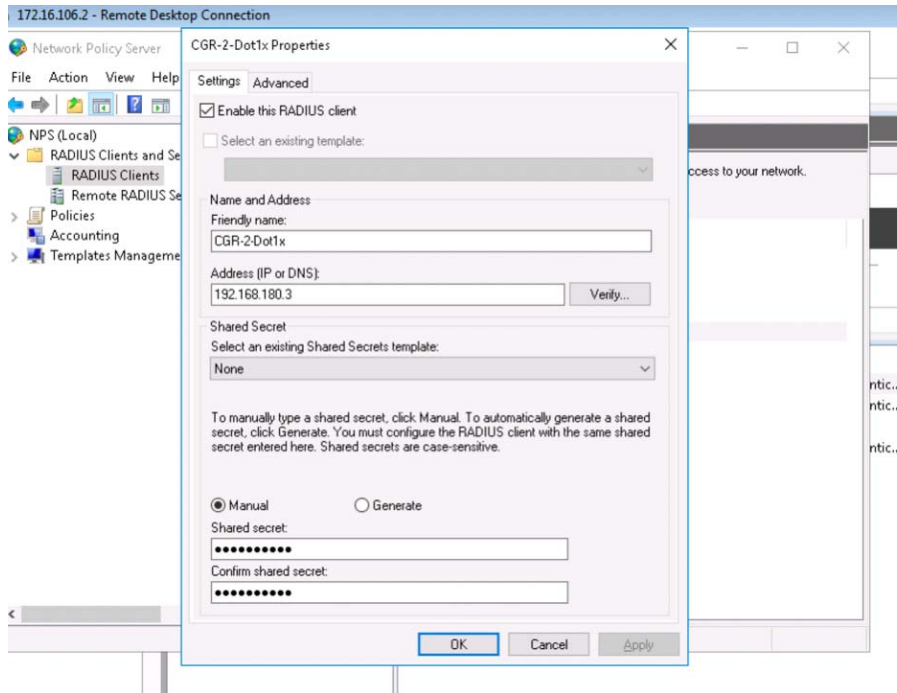 172.16.106.2 - Remote Desktop Connection
Network Policy Server
File Action View Help
NPS (Local)
RADIUS Clients and Se
RADIUS Clients
Remote RADIUS Se
Policies
Accounting
Templates Manageme
CGR-2-Dot1x Properties
Settings Advanced
Enable this RADIUS client
Select an existing template:
Name and Address
Friendly name:
CGR-2-Dot1x
Address (IP or DNS):
192.168.180.3
Verify...
Shared Secret
Select an existing Shared Secrets template:
None
To manually type a shared secret, click Manual. To automatically generate a shared
secret, click Generate. You must configure the RADIUS client with the same shared
secret entered here. Shared secrets are case-sensitive.
Manual Generate
Shared secret:
●●●●●●●●●●
Confirm shared secret:
●●●●●●●●●●
OK Cancel Apply
ccess to your network.
ntic..
ntic..
ntic..